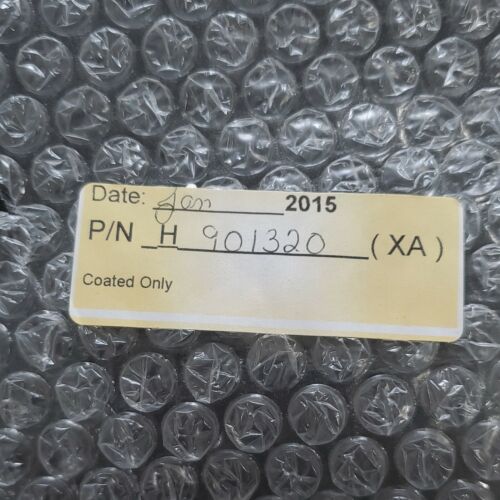 Date: Jan 2015
P/N H 901320 (XA)
Coated Only